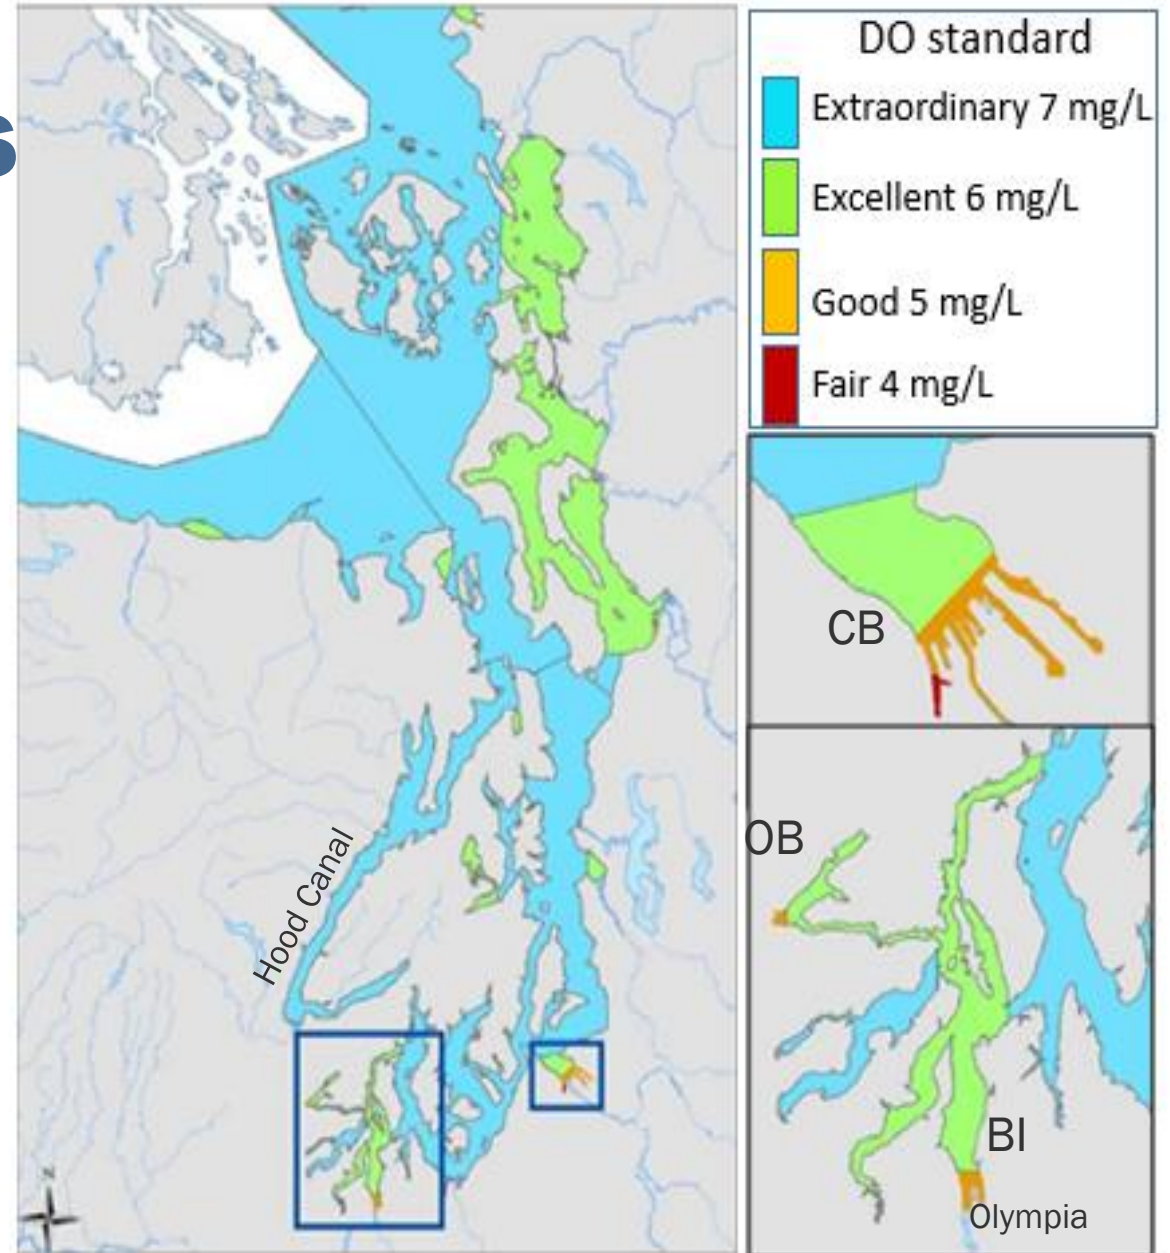 s
DO standard
Extraordinary 7 mg/L
Excellent 6 mg/L
Good 5 mg/L
Fair 4 mg/L
CB
OB
Hood Canal
BI
Olympia
N